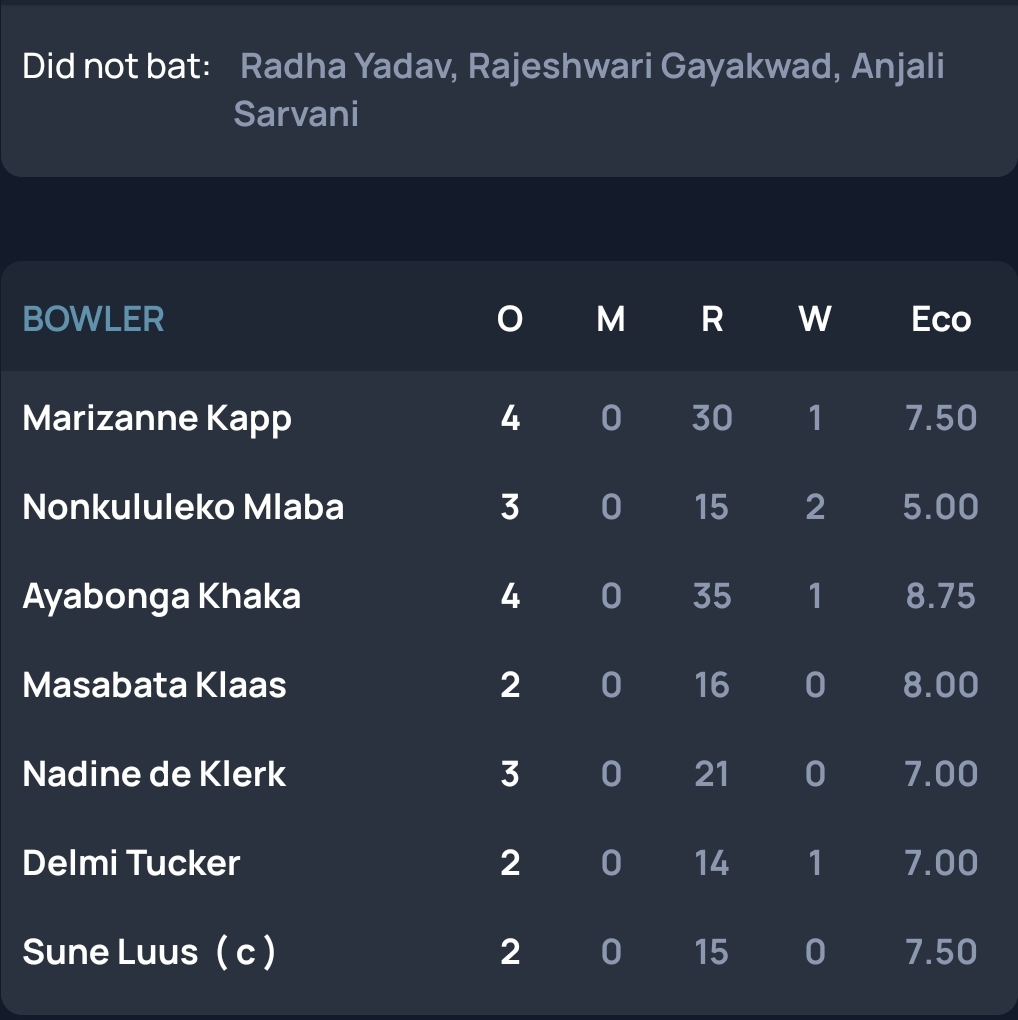 Did not bat: Radha Yadav, Rajeshwari Gayakwad, Anjali
Sarvani
BOWLER O M R W Eco
Marizanne Kapp 4 0 30 1 7.50
Nonkululeko Mlaba 3 0 15 2 5.00
Ayabonga Khaka 4 0 35 1 8.75
Masabata Klaas 2 0 16 0 8.00
Nadine de Klerk 3 0 21 0 7.00
Delmi Tucker 2 0 14 1 7.00
Sune Luus ( c ) 2 0 15 0 7.50